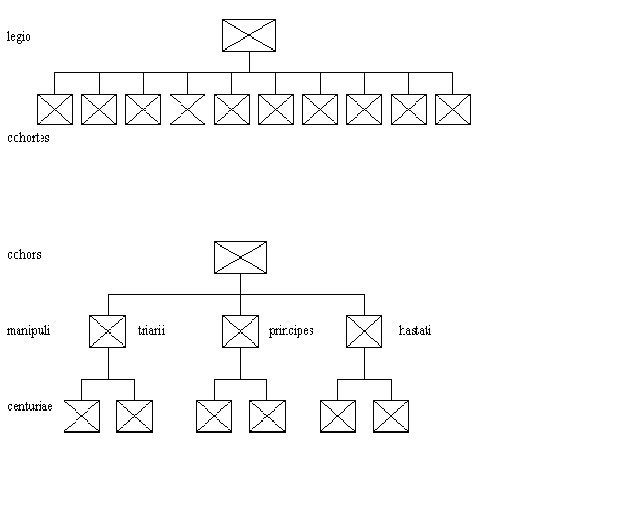 legio
cohortes
cohors
manipuli triarii principes hastati
centuriae